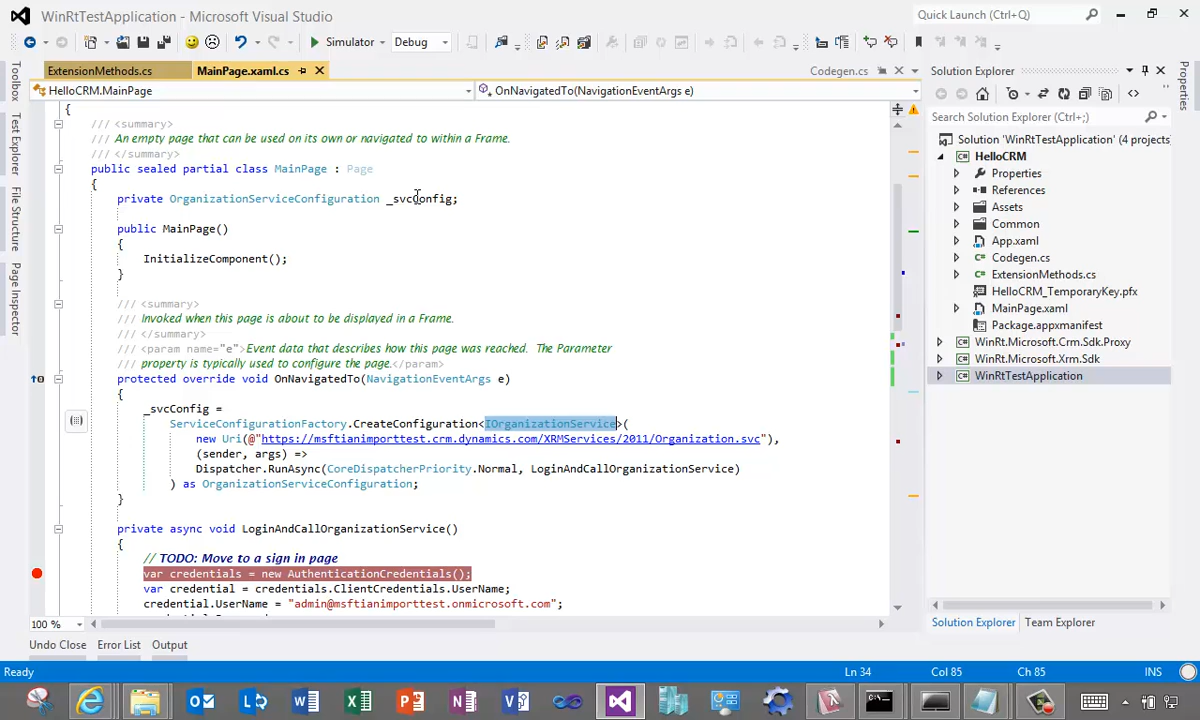 WinRtTestApplication - Microsoft Visual Studio
Quick Launch (Ctrl+Q)
Simulator
Debug
Toolbox
Test Explorer
File Structure
Page Inspector
ExtensionMethods.cs
MainPage.xaml.cs
Codegen.cs
HelloCRM.MainPage
OnNavigatedTo(NavigationEventArgs e)
{
/// <summary>
/// An empty page that can be used on its own or navigated to within a Frame.
/// </summary>
public sealed partial class MainPage : Page
{
private OrganizationServiceConfiguration _svcConfig;
public MainPage()
{
InitializeComponent();
}
/// <summary>
/// Invoked when this page is about to be displayed in a Frame.
/// </summary>
/// <param name="e">Event data that describes how this page was reached.  The Parameter
/// property is typically used to configure the page.</param>
protected override void OnNavigatedTo(NavigationEventArgs e)
{
_svcConfig =
ServiceConfigurationFactory.CreateConfiguration<IOrganizationService>(
new Uri(@"https://msftianimporttest.crm.dynamics.com/XRMServices/2011/Organization.svc"),
(sender, args) =>
Dispatcher.RunAsync(CoreDispatcherPriority.Normal, LoginAndCallOrganizationService)
) as OrganizationServiceConfiguration;
}
private async void LoginAndCallOrganizationService()
{
// TODO: Move to a sign in page
var credentials = new AuthenticationCredentials();
var credential = credentials.ClientCredentials.UserName;
credential.UserName = "admin@msftianimporttest.onmicrosoft.com";
100 %
Solution Explorer
Search Solution Explorer (Ctrl+;)
Solution 'WinRtTestApplication' (4 projects)
HelloCRM
Properties
References
Assets
Common
App.xaml
Codegen.cs
ExtensionMethods.cs
HelloCRM_TemporaryKey.pfx
MainPage.xaml
Package.appxmanifest
WinRt.Microsoft.Crm.Sdk.Proxy
WinRt.Microsoft.Xrm.Sdk
WinRtTestApplication
Solution Explorer
Team Explorer
Properties
Undo Close
Error List
Output
Ready
Ln 34
Col 85
Ch 85
INS